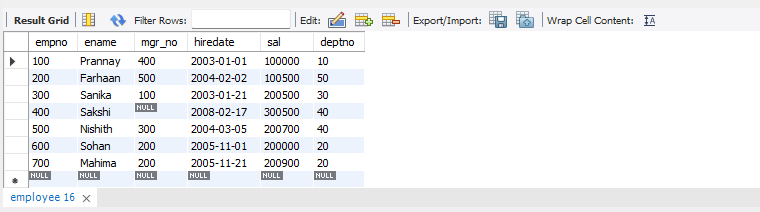 Result Grid Filter Rows: Edit: Export/Import: Wrap Cell Content: IA
empno ename mgr_no hiredate sal deptno
100 Prannay 400 2003-01-01 100000 10
200 Farhaan 500 2004-02-02 100500 50
300 Sanika 100 2003-01-21 200500 30
400 Sakshi NULL 2008-02-17 300500 40
500 Nishith 300 2004-03-05 200700 40
600 Sohan 200 2005-11-01 200000 20
700 Mahima 200 2005-11-21 200900 20
NULL NULL NULL NULL NULL NULL
employee 16